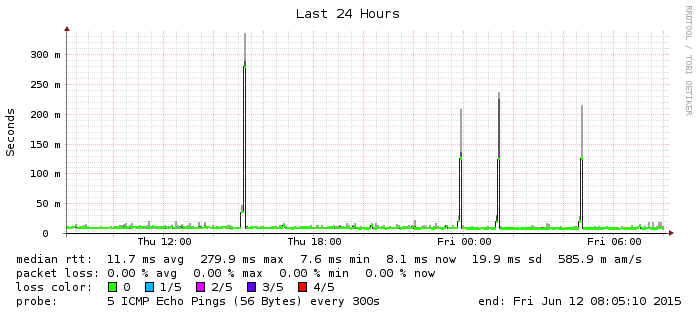 Last 24 Hours
RRDTOOL / TOBI OETIKER
Seconds
300 m
250 m
200 m
150 m
100 m
50 m
0
Thu 12:00 Thu 18:00 Fri 00:00 Fri 06:00
median rtt: 11.7 ms avg 279.9 ms max 7.6 ms min 8.1 ms now 19.9 ms sd 585.9 m am/s
packet loss: 0.00 % avg 0.00 % max 0.00 % min 0.00 % now
loss color: 0 1/5 2/5 3/5 4/5
probe: 5 ICMP Echo Pings (56 Bytes) every 300s end: Fri Jun 12 08:05:10 2015